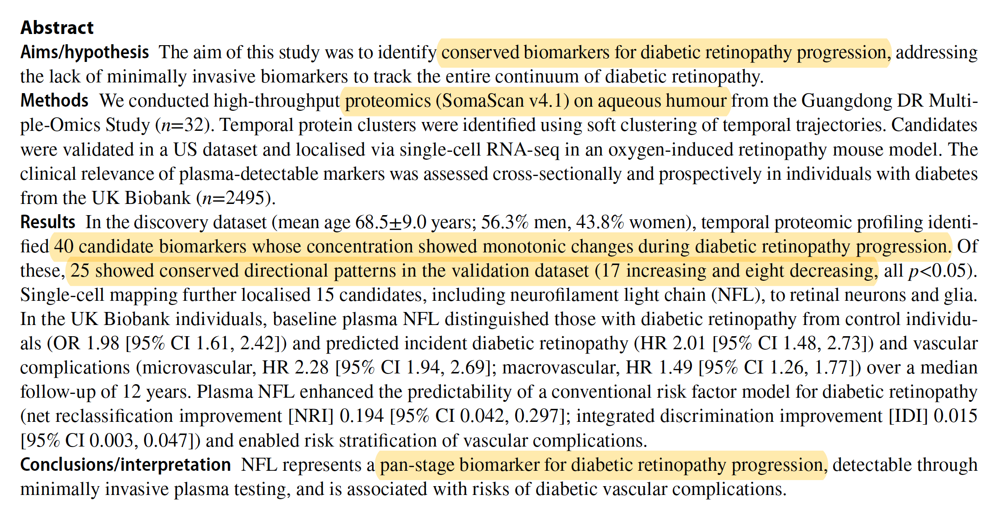 Abstract
Aims/hypothesis The aim of this study was to identify conserved biomarkers for diabetic retinopathy progression, addressing
the lack of minimally invasive biomarkers to track the entire continuum of diabetic retinopathy.
Methods We conducted high-throughput proteomics (SomaScan v4.1) on aqueous humour from the Guangdong DR Multi-
ple-Omics Study (n=32). Temporal protein clusters were identified using soft clustering of temporal trajectories. Candidates
were validated in a US dataset and localised via single-cell RNA-seq in an oxygen-induced retinopathy mouse model. The
clinical relevance of plasma-detectable markers was assessed cross-sectionally and prospectively in individuals with diabetes
from the UK Biobank (n=2495).
Results In the discovery dataset (mean age 68.5±9.0 years; 56.3% men, 43.8% women), temporal proteomic profiling identi-
fied 40 candidate biomarkers whose concentration showed monotonic changes during diabetic retinopathy progression. Of
these, 25 showed conserved directional patterns in the validation dataset (17 increasing and eight decreasing, all p<0.05).
Single-cell mapping further localised 15 candidates, including neurofilament light chain (NFL), to retinal neurons and glia.
In the UK Biobank individuals, baseline plasma NFL distinguished those with diabetic retinopathy from control individu-
als (OR 1.98 [95% CI 1.61, 2.42]) and predicted incident diabetic retinopathy (HR 2.01 [95% CI 1.48, 2.73]) and vascular
complications (microvascular, HR 2.28 [95% CI 1.94, 2.69]; macrovascular, HR 1.49 [95% CI 1.26, 1.77]) over a median
follow-up of 12 years. Plasma NFL enhanced the predictability of a conventional risk factor model for diabetic retinopathy
(net reclassification improvement [NRI] 0.194 [95% CI 0.042, 0.297]; integrated discrimination improvement [IDI] 0.015
[95% CI 0.003, 0.047]) and enabled risk stratification of vascular complications.
Conclusions/interpretation NFL represents a pan-stage biomarker for diabetic retinopathy progression, detectable through
minimally invasive plasma testing, and is associated with risks of diabetic vascular complications.